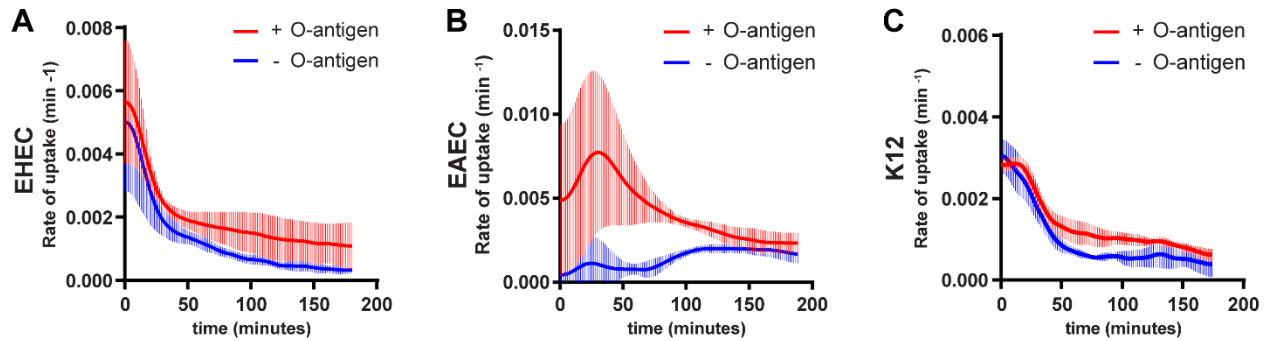 A
EHEC
Rate of uptake (min -1)
0.008
0.006
0.004
0.002
0.000
0 50 100 150 200
time (minutes)
+ O-antigen
- O-antigen
B
EAEC
Rate of uptake (min -1)
0.015
0.010
0.005
0.000
0 50 100 150 200
time (minutes)
+ O-antigen
- O-antigen
C
K12
Rate of uptake (min -1)
0.006
0.004
0.002
0.000
0 50 100 150 200
time (minutes)
+ O-antigen
- O-antigen